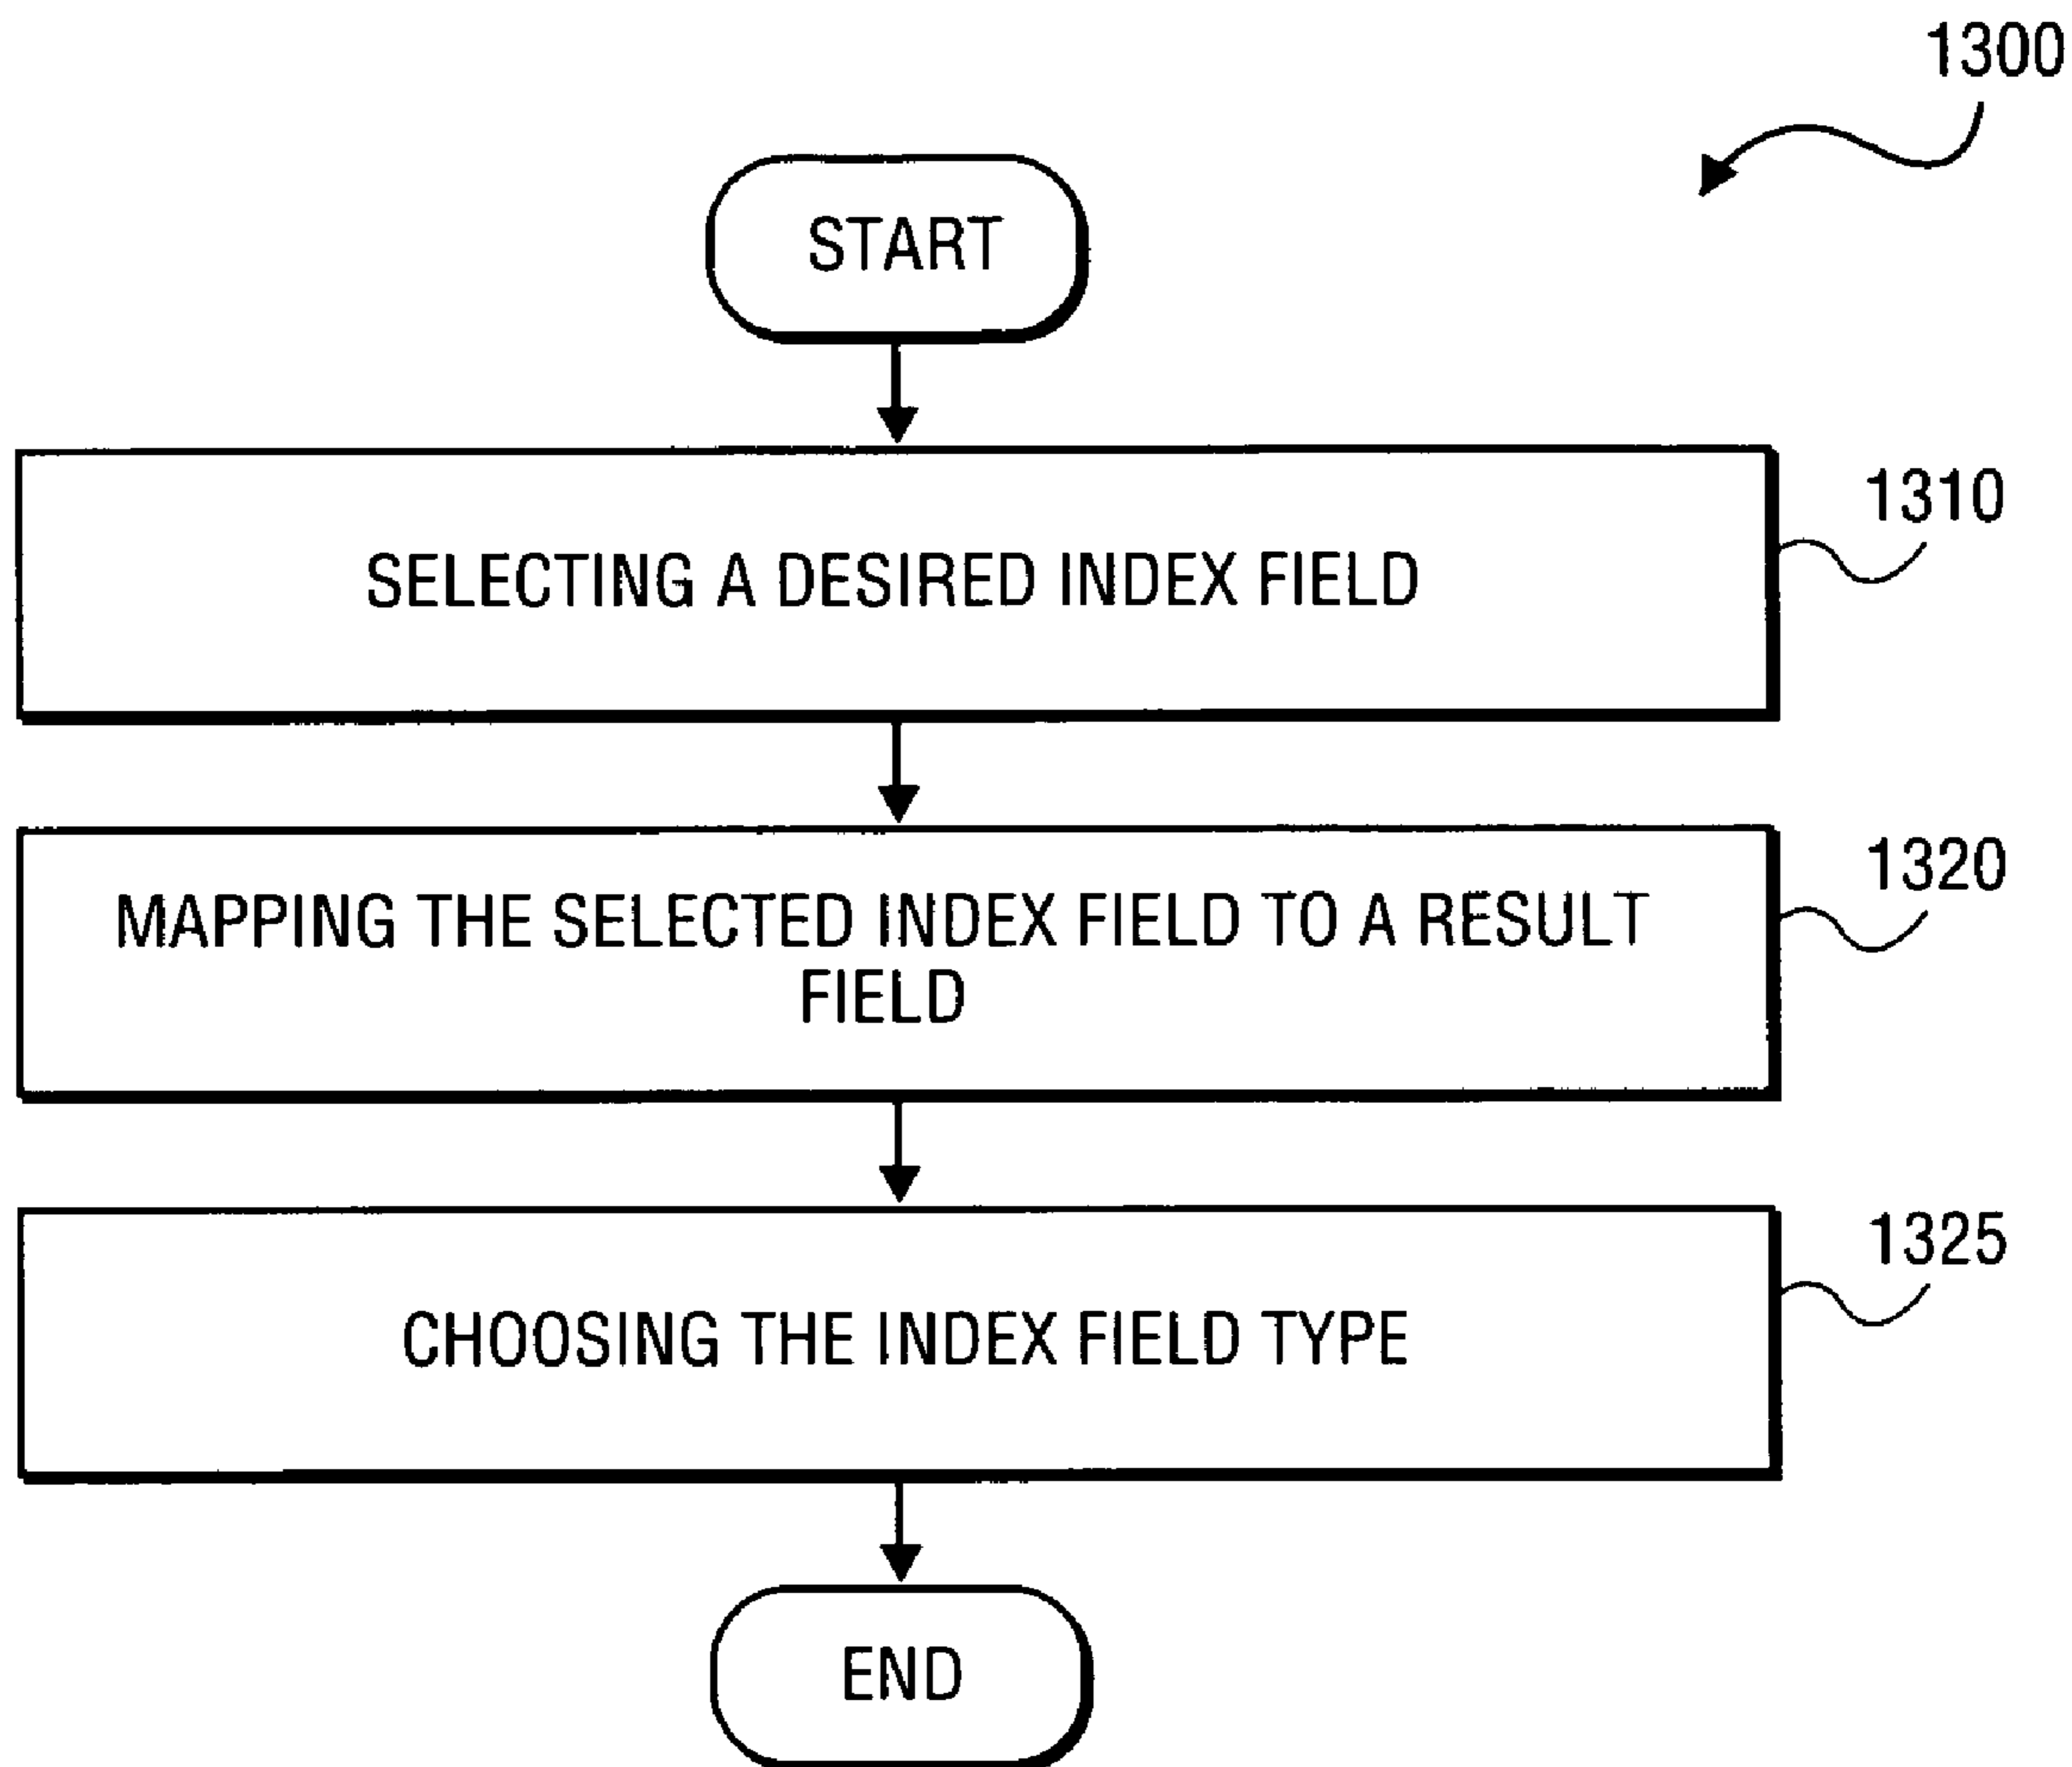 1300
START
SELECTING A DESIRED INDEX FIELD
1310
MAPPING THE SELECTED INDEX FIELD TO A RESULT
FIELD
1320
CHOOSING THE INDEX FIELD TYPE
1325
END